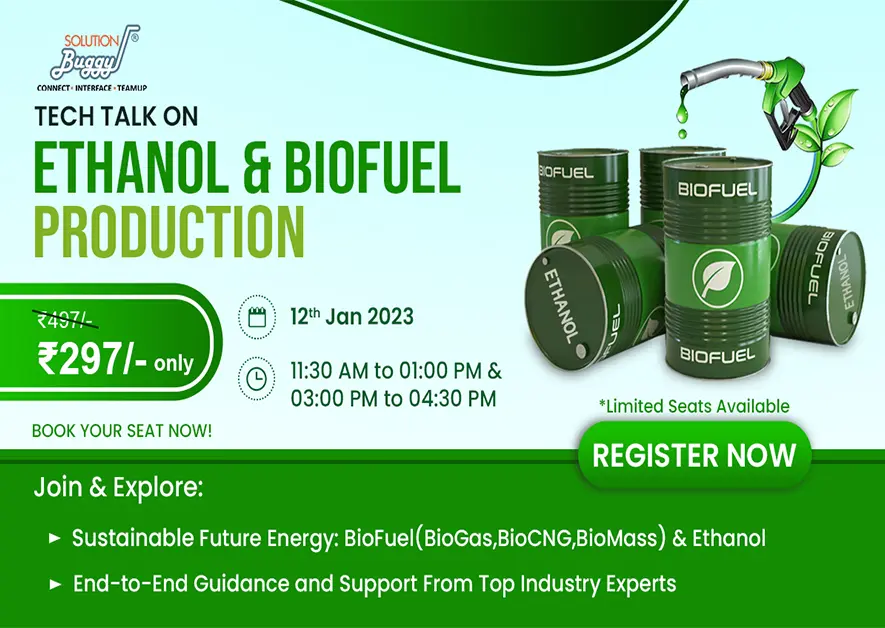 SOLUTION
Buggy®
CONNECT • INTERFACE • TEAMUP
TECH TALK ON
ETHANOL & BIOFUEL
PRODUCTION
₹497/-
₹297/- only
BOOK YOUR SEAT NOW!
12th Jan 2023
11:30 AM to 01:00 PM &
03:00 PM to 04:30 PM
BIOFUEL
BIOFUEL
BIOFUEL
ETHANOL
BIOFUEL
ETHANOL
*Limited Seats Available
REGISTER NOW
Join & Explore:
► Sustainable Future Energy: BioFuel(BioGas,BioCNG,BioMass) & Ethanol
► End-to-End Guidance and Support From Top Industry Experts